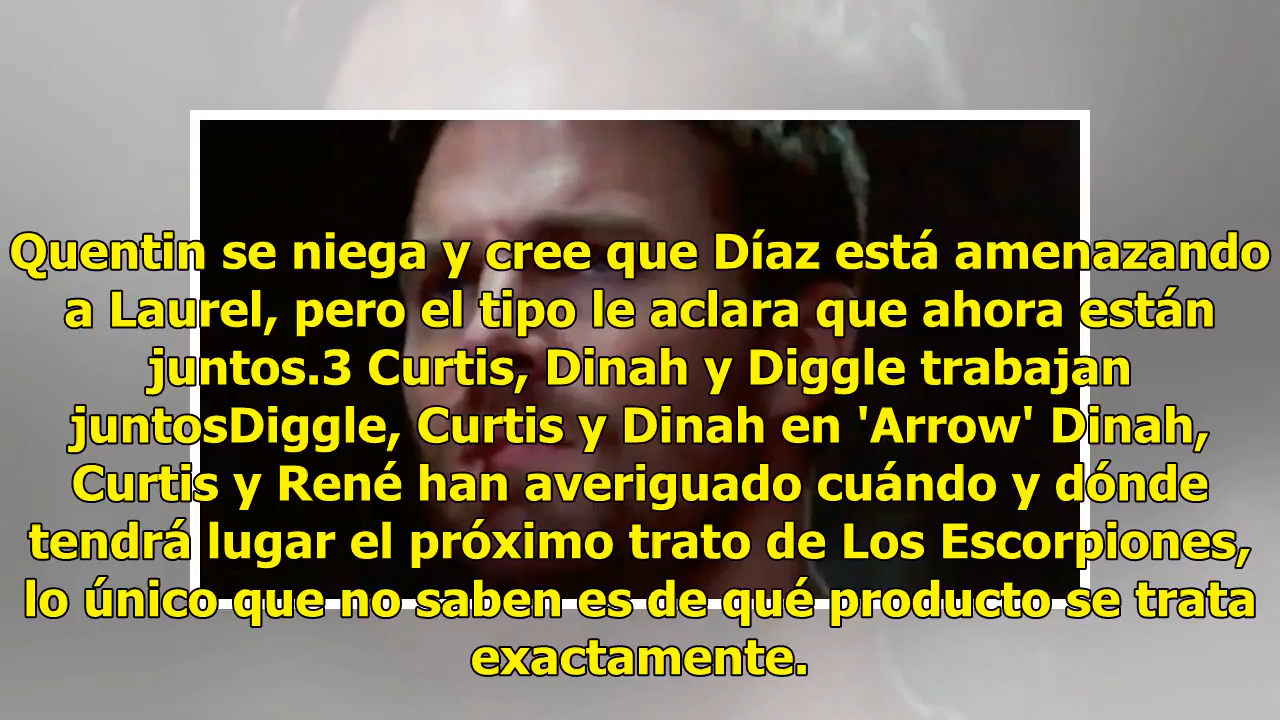 Quentin se niega y cree que Díaz está amenazando
a Laurel, pero el tipo le aclara que ahora están
juntos.3 Curtis, Dinah y Diggle trabajan
juntosDiggle, Curtis y Dinah en 'Arrow' Dinah,
Curtis y René han averiguado cuándo y dónde
tendrá lugar el próximo trato de Los Escorpiones,
lo único que no saben es de qué producto se trata
exactamente.